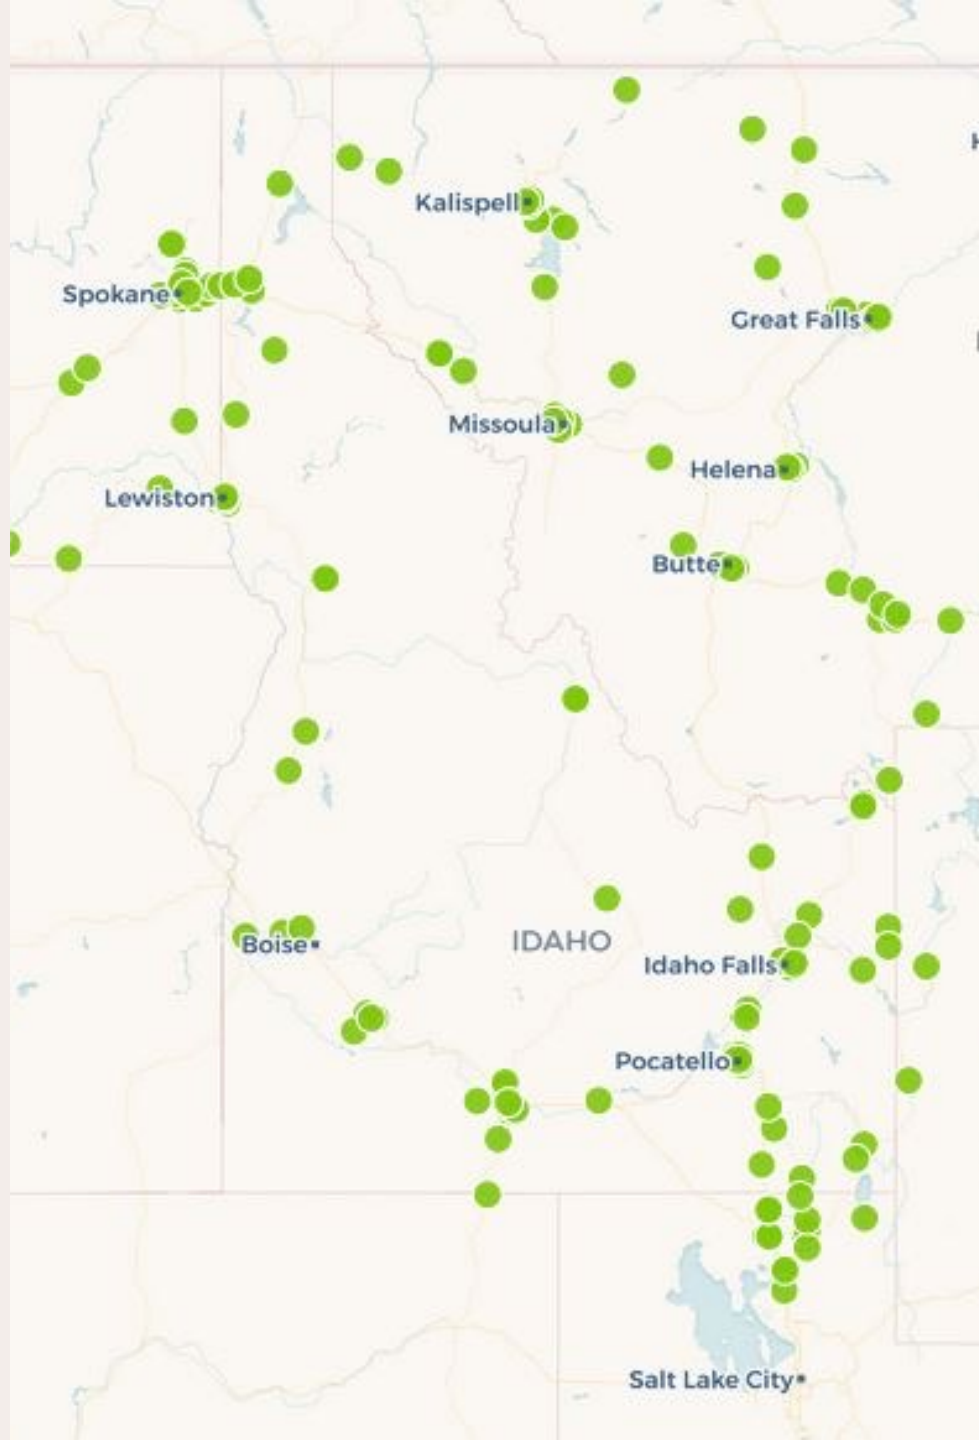 H
Kalispell
Spokane
Great Falls
Missoula
Helena
Lewiston
Butte
IDAHO
Boise
Idaho Falls
Pocatello
Salt Lake City